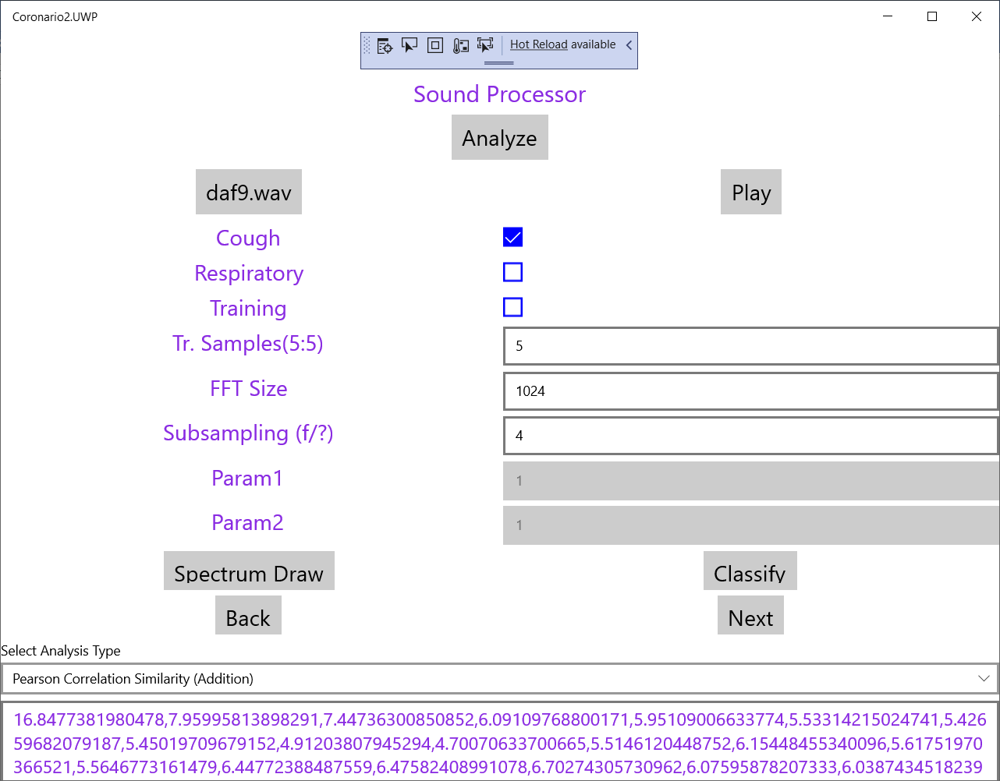 Coronario2.UWP
Hot Reload available
Sound Processor
Analyze
daf9.wav
Play
Cough
Respiratory
Training
Tr. Samples(5:5)
5
FFT Size
1024
Subsampling (f/?)
4
Param1
1
Param2
1
Spectrum Draw
Classify
Back
Next
Select Analysis Type
Pearson Correlation Similarity (Addition)
16.8477381980478,7.95995813898291,7.44736300850852,6.09109768800171,5.95109006633774,5.53314215024741,5.426
59682079187,5.45019709679152,4.91203807945294,4.70070633700665,5.5146120448752,6.15448455340096,5.61751970
366521,5.5646773161479,6.44772388487559,6.47582408991078,6.70274305730962,6.07595878207333,6.0387434518239